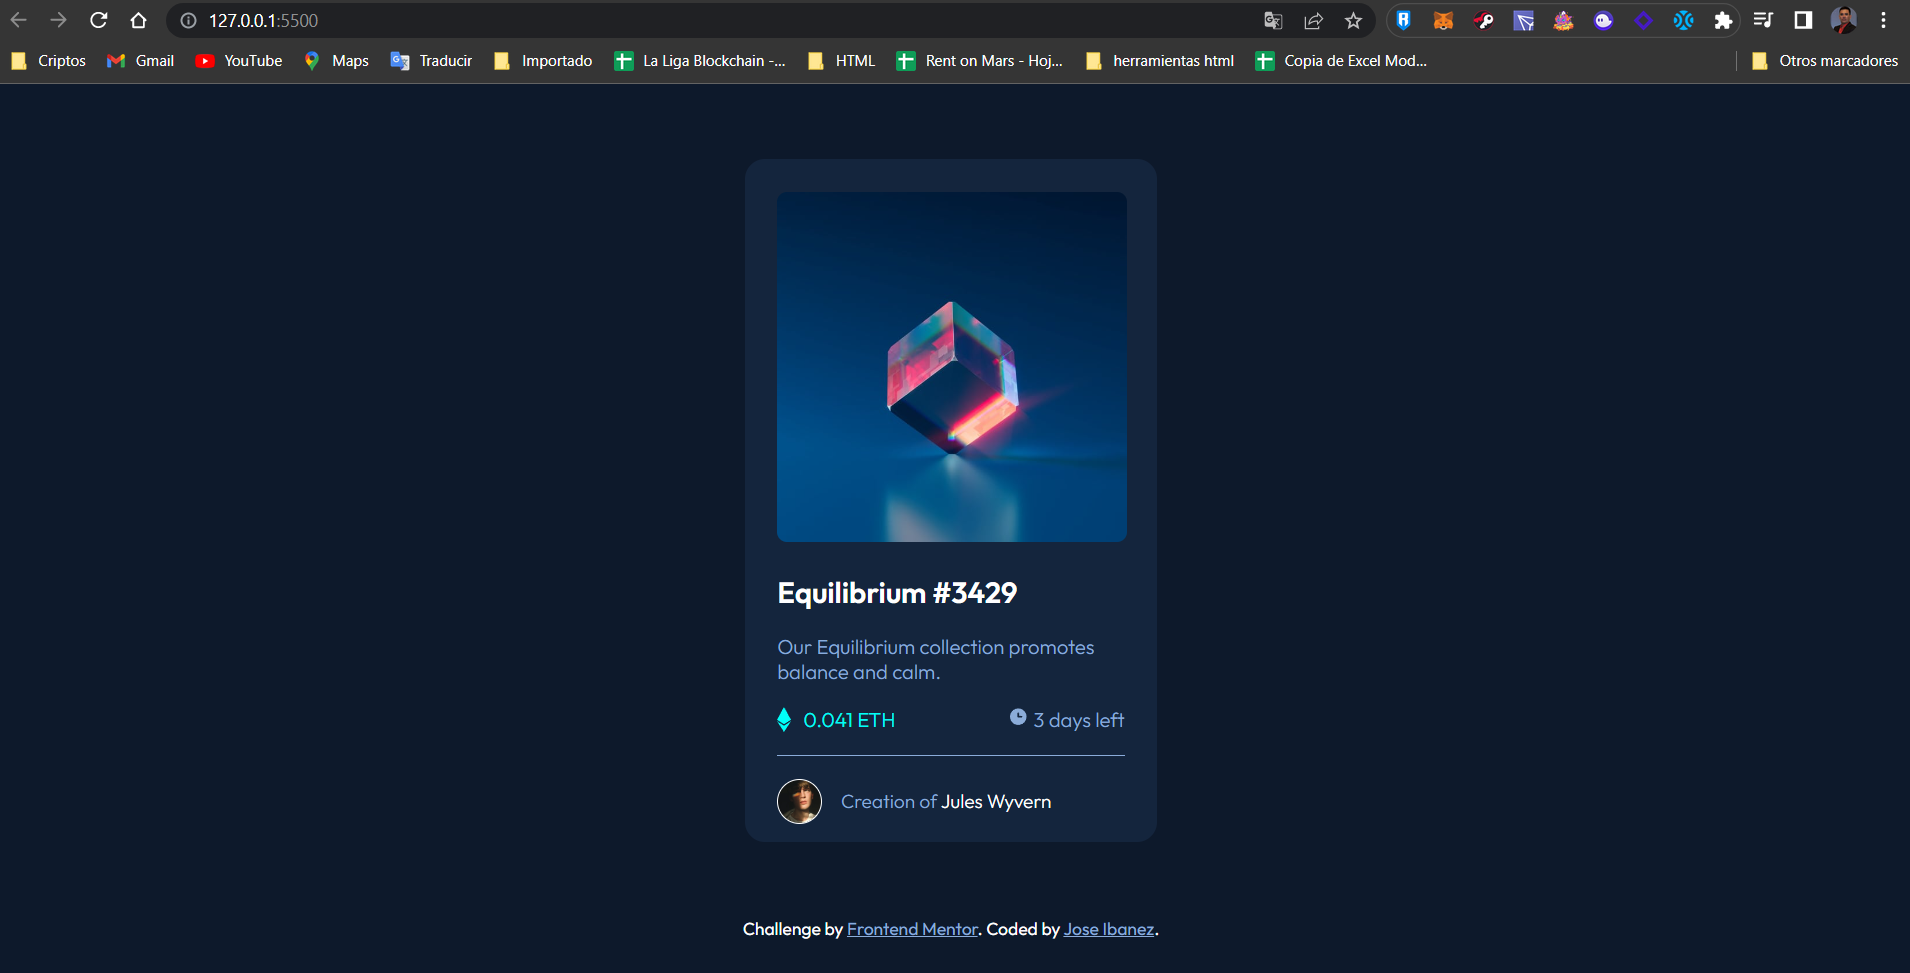 127.0.0.1:5500
Criptos Gmail YouTube Maps Traducir Importado La Liga Blockchain -... HTML Rent on Mars - Hoj... herramientas html Copia de Excel Mod... Otros marcadores
Equilibrium #3429
Our Equilibrium collection promotes
balance and calm.
0.041 ETH 3 days left
Creation of Jules Wyvern
Challenge by Frontend Mentor. Coded by Jose Ibanez.